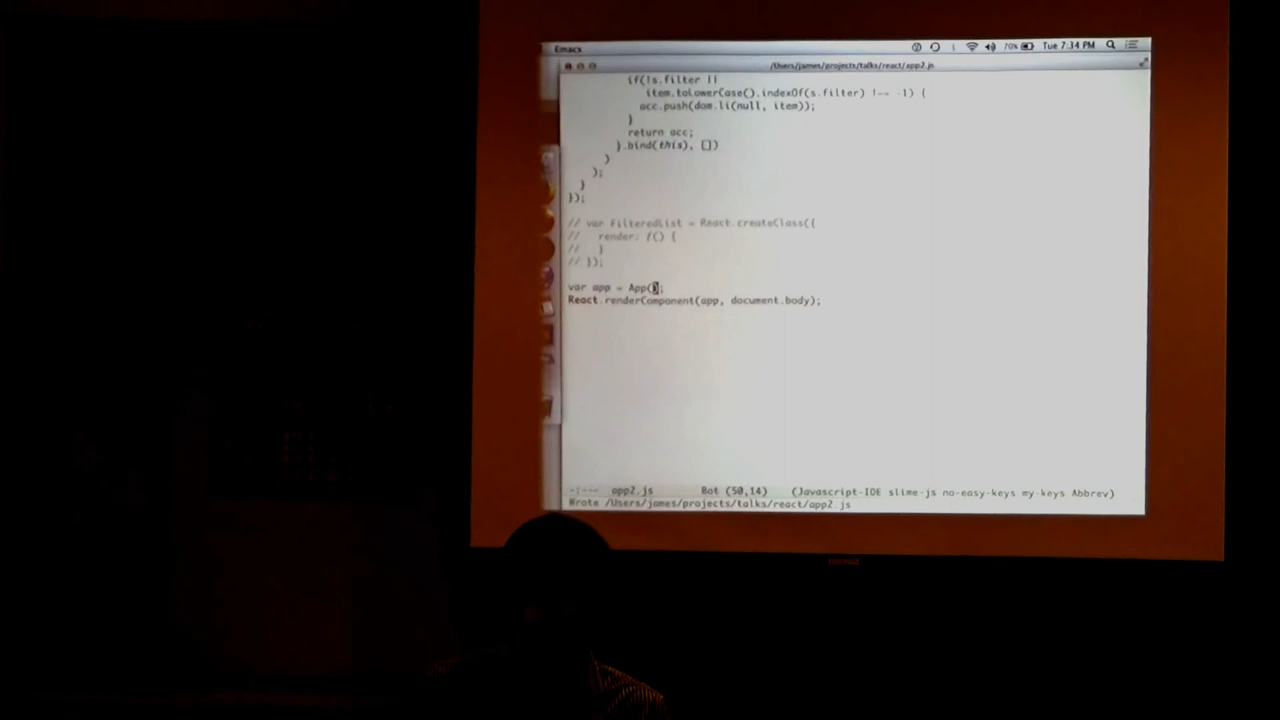 Emacs
70% Tue 7:34 PM
/Users/james/projects/talks/react/app2.js
if(!s.filter ||
item.toLowerCase().indexOf(s.filter) !== -1) {
acc.push(dom.li(null, item));
}
return acc;
}.bind(this), [])
)
);
}
});
// var FilteredList = React.createClass({
// render: f() {
// }
// });
var app = App();
React.renderComponent(app, document.body);
-:--- app2.js Bot (50,14) (Javascript-IDE slime-js no-easy-keys my-keys Abbrev)
Wrote /Users/james/projects/talks/react/app2.js